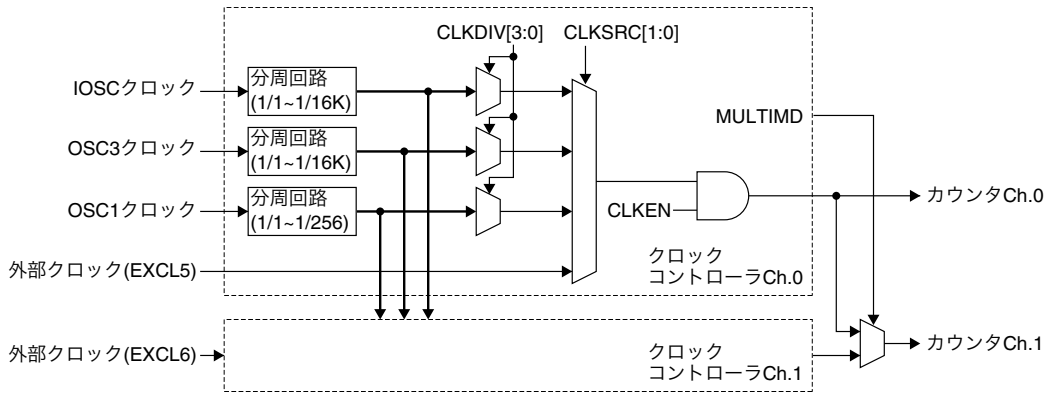 CLKDIV[3:0] CLKSRC[1:0]
IOSCクロック
分周回路
(1/1~1/16K)
MULTIMD
OSC3クロック
分周回路
(1/1~1/16K)
OSC1クロック
分周回路
(1/1~1/256)
CLKEN
カウンタCh.0
外部クロック(EXCL5)
クロック
コントローラCh.0
外部クロック(EXCL6)
クロック
コントローラCh.1
カウンタCh.1